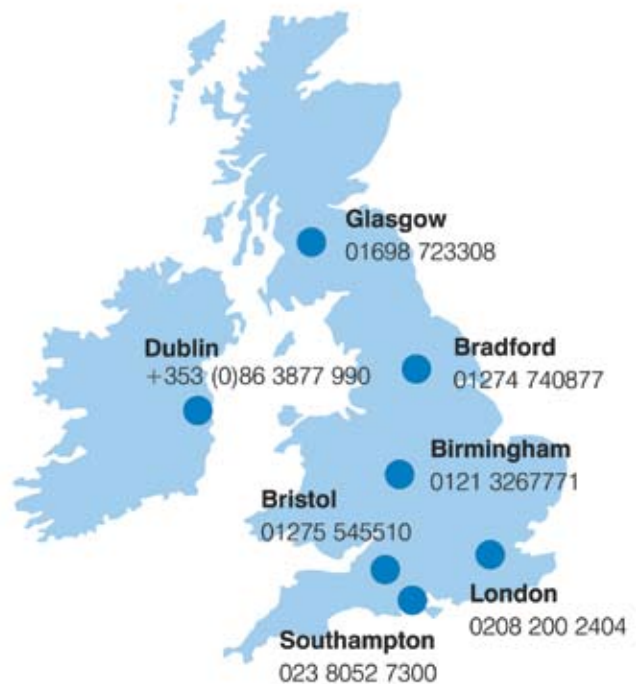 Glasgow
01698 723308
Dublin
+353 (0)86 3877 990
Bradford
01274 740877
Birmingham
0121 3267771
Bristol
01275 545510
London
0208 200 2404
Southampton
023 8052 7300